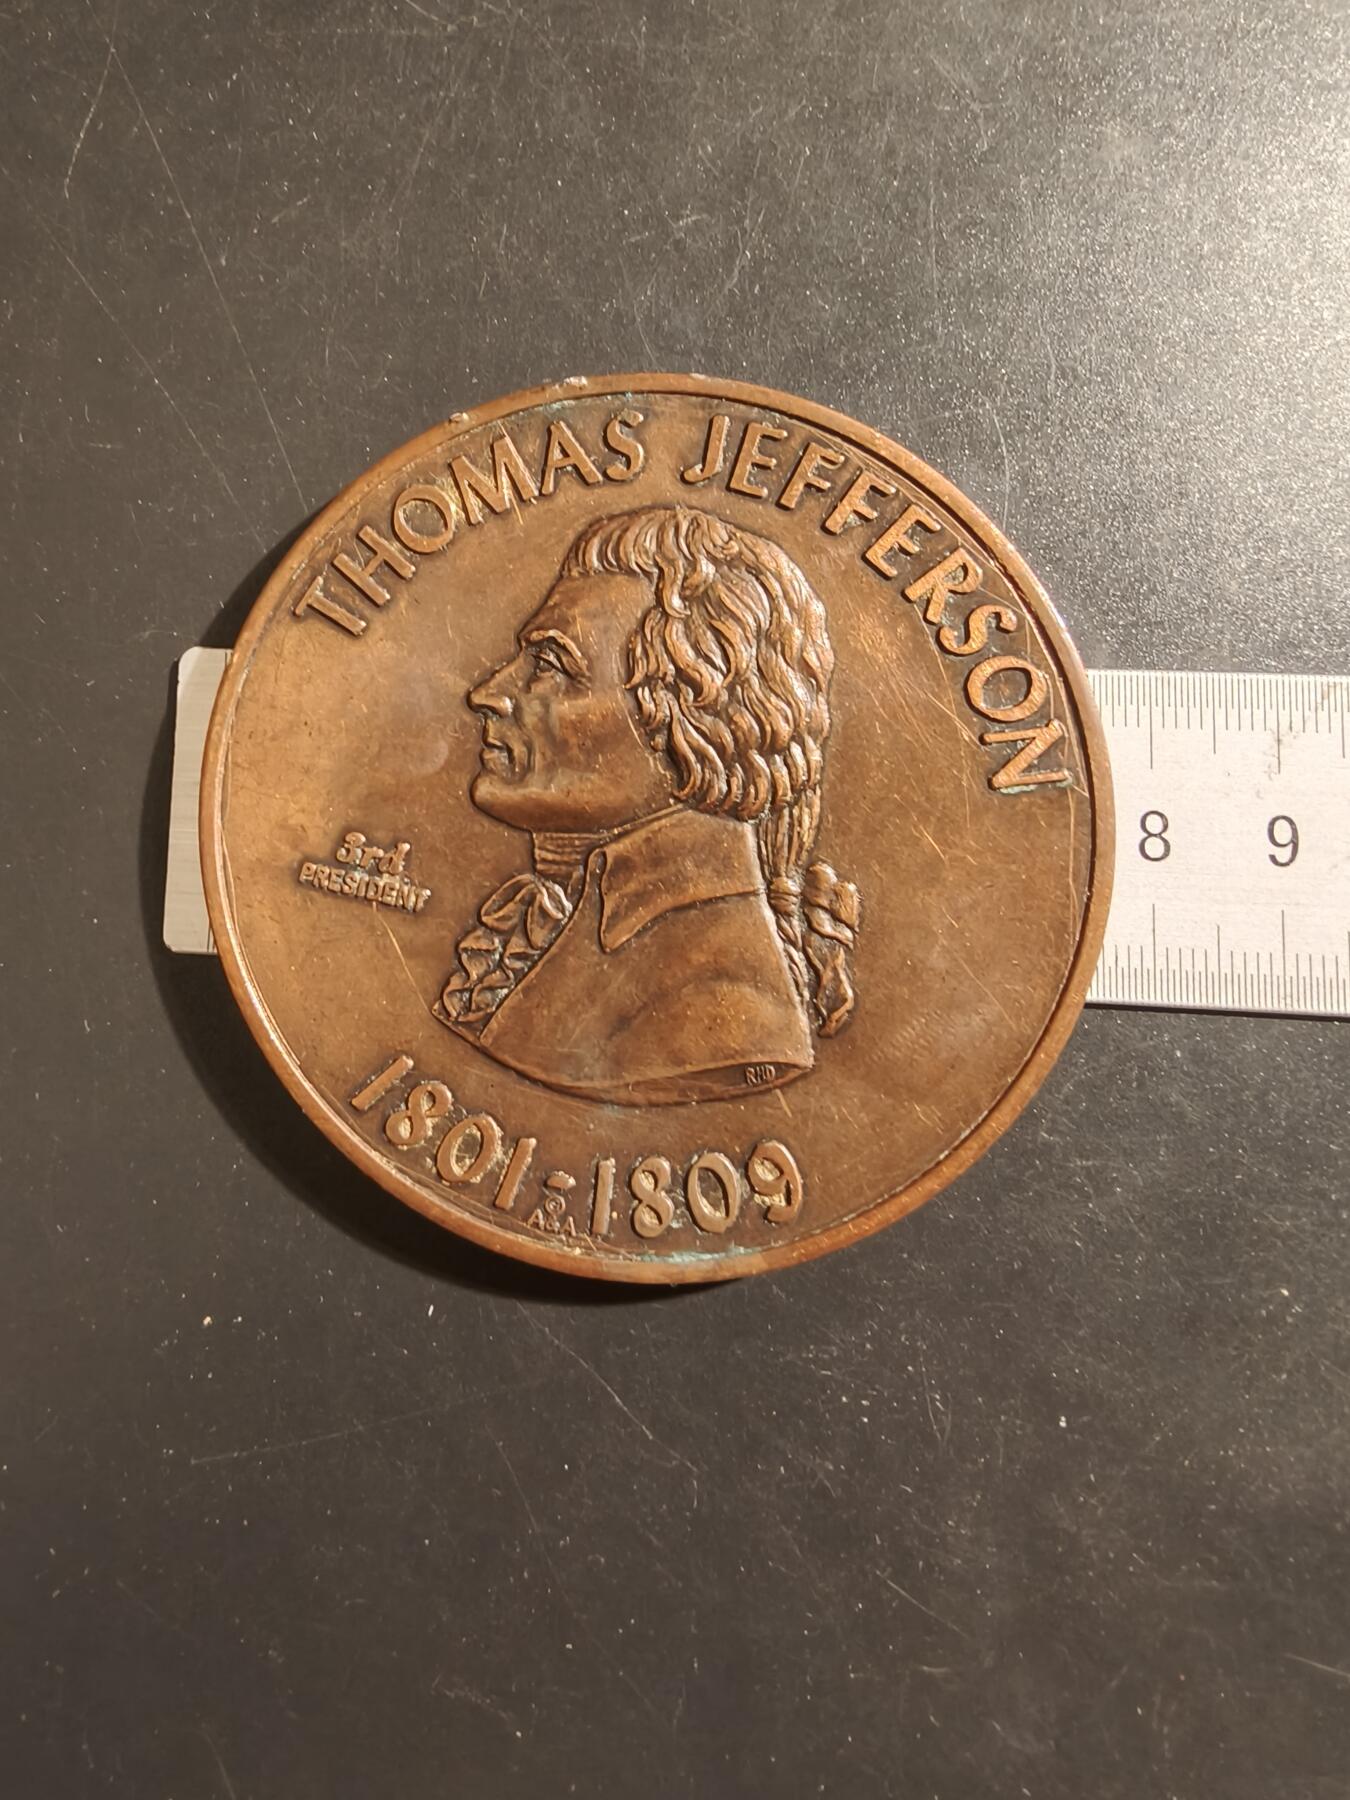 THOMAS JEFFERSON
3rd
PRESIDENT
8 9
RHD
1801-1809
©
A&A